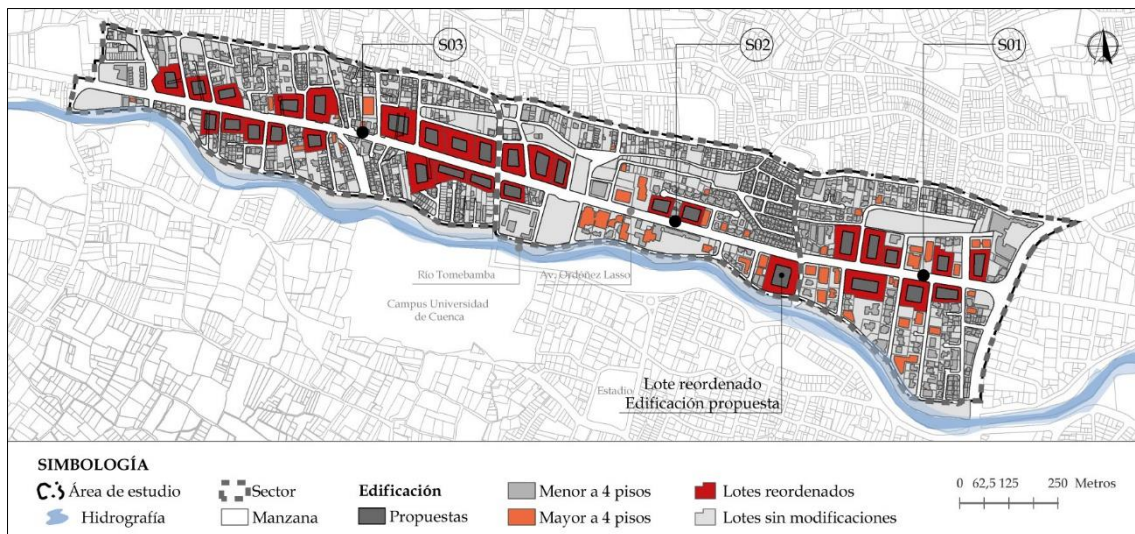 S03
S02
S01
Río Tomebamba
Av. Ordóñez Lasso
Campus Universidad
de Cuenca
Estadio
Lote reordenado
Edificación propuesta
SIMBOLOGÍA
Área de estudio
Sector
Edificación
Menor a 4 pisos
Lotes reordenados
Hidrografía
Manzana
Propuestas
Mayor a 4 pisos
Lotes sin modificaciones
0 62,5 125 250 Metros